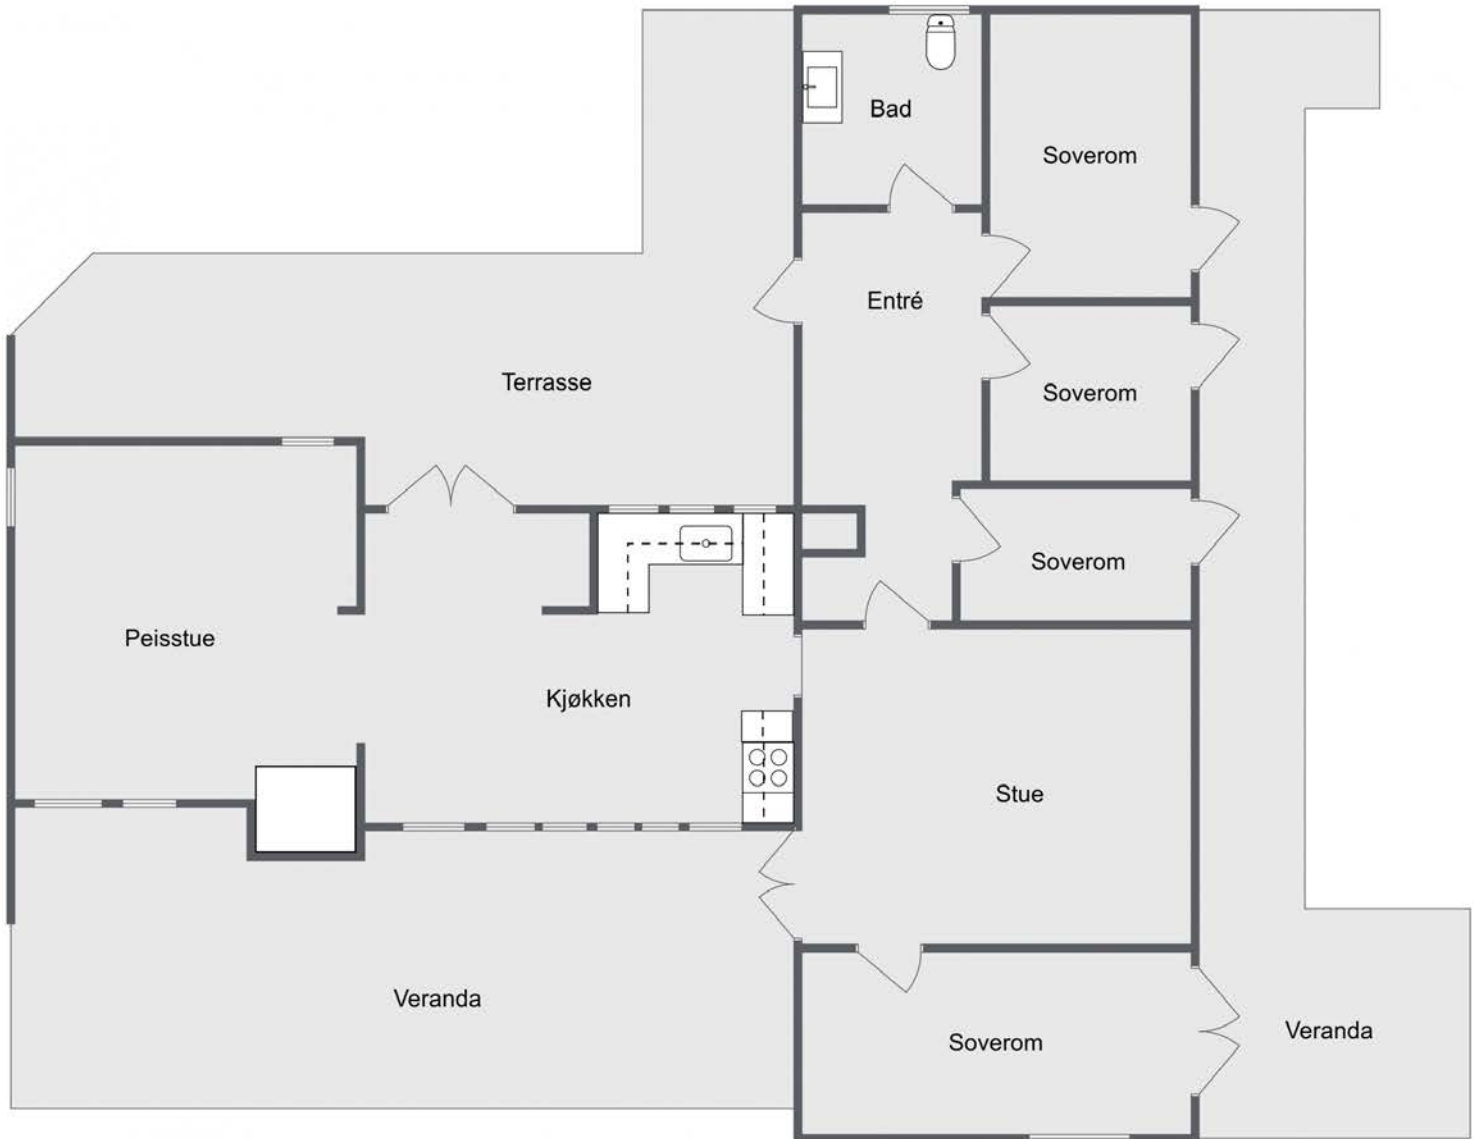 Bad
Soverom
Entré
Terrasse
Soverom
Soverom
Peisstue
Kjøkken
Stue
Veranda
Soverom
Veranda